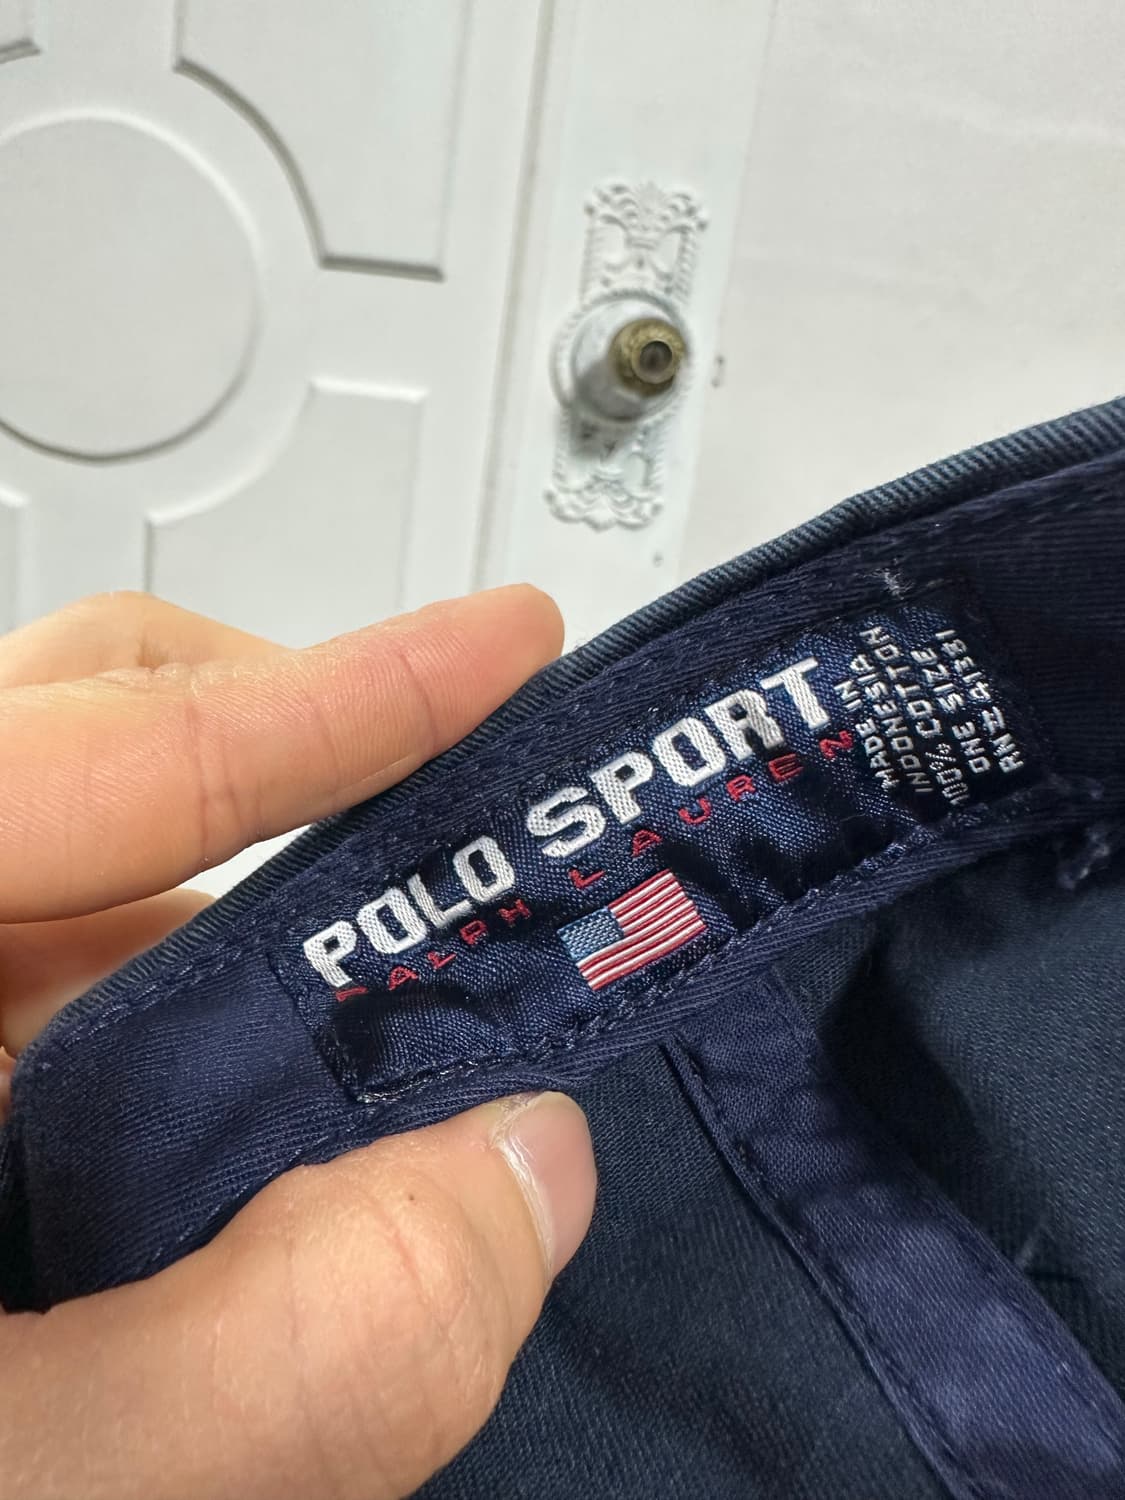 POLO SPORT
RALPH LAUREN
MADE IN
INDONESIA
100% COTTON
ONE SIZE
RN# 41381